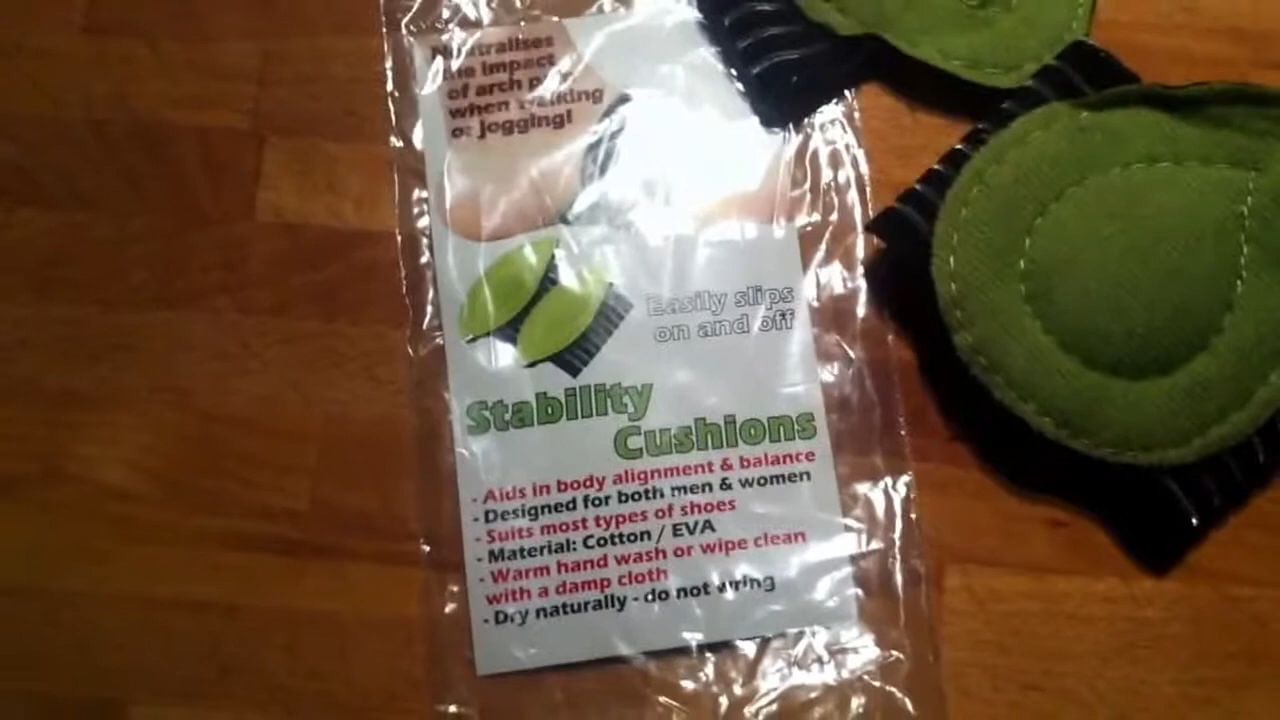 Neutralises
the impact
of arch pain
when walking
or jogging!
Easily slips
on and off
Stability
Cushions
- Aids in body alignment & balance
- Designed for both men & women
- Suits most types of shoes
- Material: Cotton / EVA
- Warm hand wash or wipe clean
with a damp cloth
- Dry naturally - do not wring